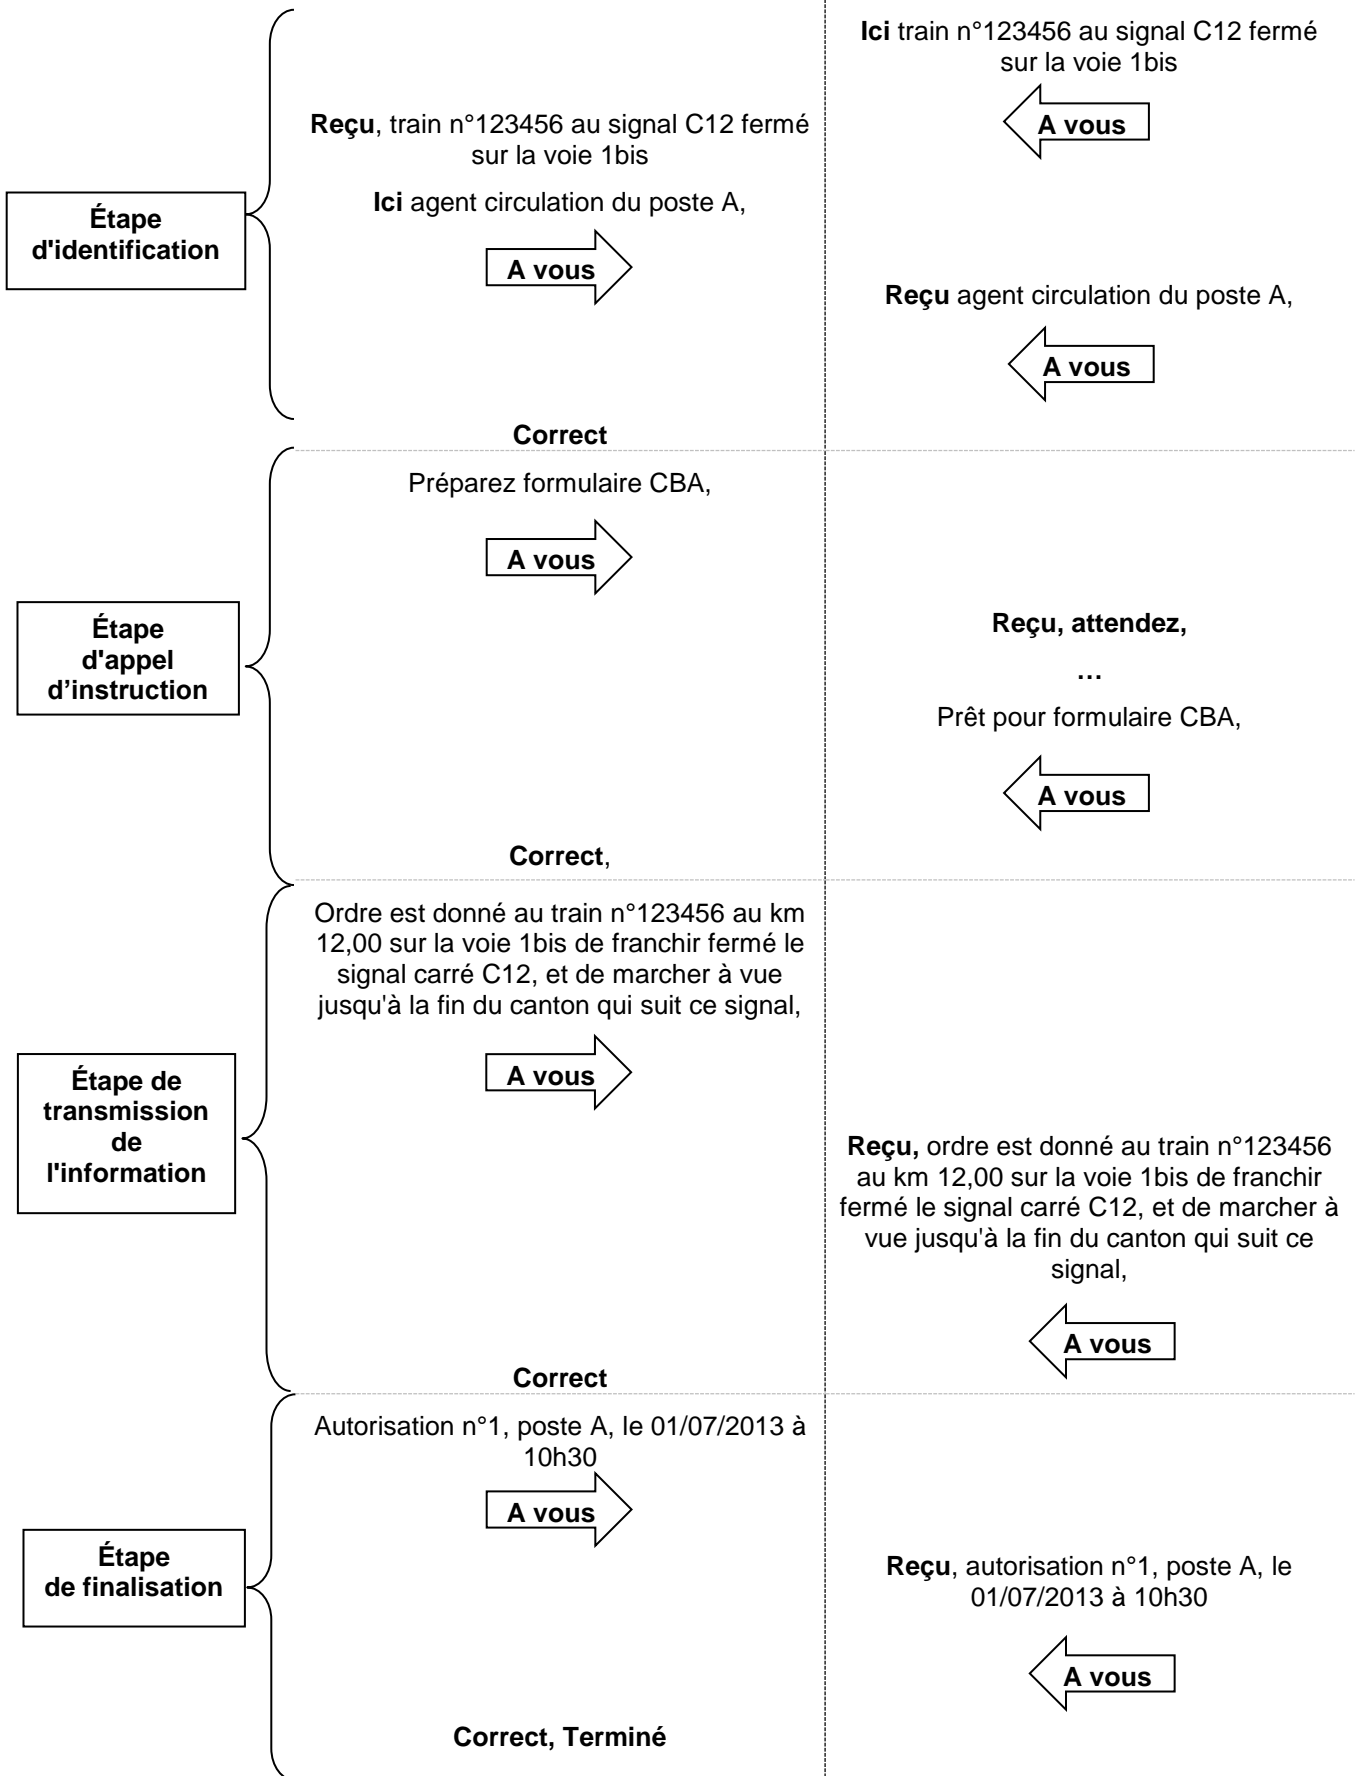 Ici train n°123456 au signal C12 fermé
sur la voie 1bis
A vous
Reçu, train n°123456 au signal C12 fermé
sur la voie 1bis
Ici agent circulation du poste A,
A vous
Étape
d'identification
Reçu agent circulation du poste A,
A vous
Correct
Préparez formulaire CBA,
A vous
Étape
d'appel
d’instruction
Reçu, attendez,
…
Prêt pour formulaire CBA,
A vous
Correct,
Ordre est donné au train n°123456 au km
12,00 sur la voie 1bis de franchir fermé le
signal carré C12, et de marcher à vue
jusqu'à la fin du canton qui suit ce signal,
A vous
Étape de
transmission
de
l'information
Reçu, ordre est donné au train n°123456
au km 12,00 sur la voie 1bis de franchir
fermé le signal carré C12, et de marcher à
vue jusqu'à la fin du canton qui suit ce
signal,
A vous
Correct
Autorisation n°1, poste A, le 01/07/2013 à
10h30
A vous
Étape
de finalisation
Reçu, autorisation n°1, poste A, le
01/07/2013 à 10h30
A vous
Correct, Terminé